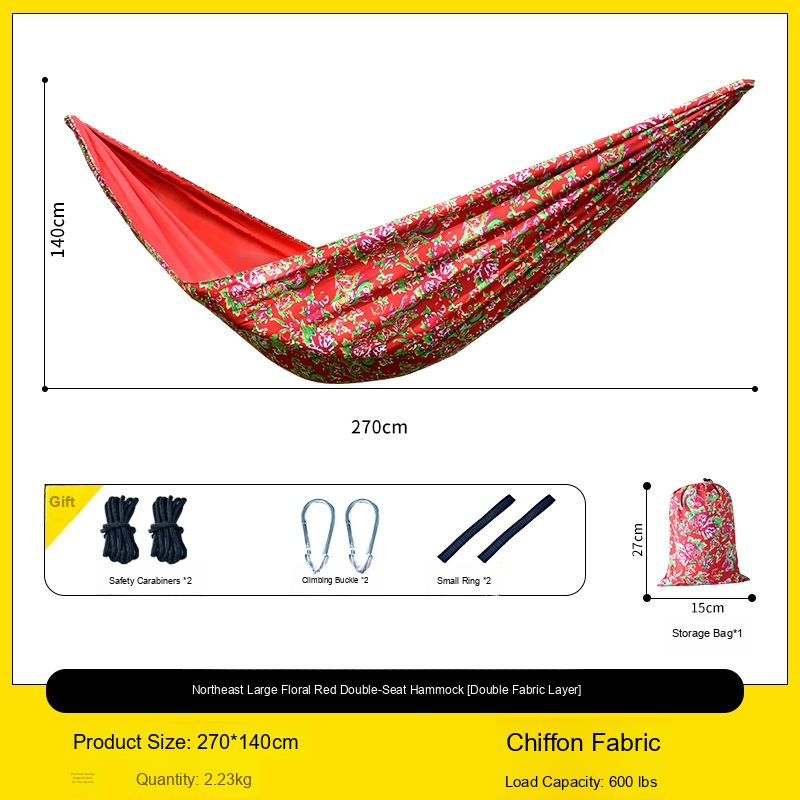 140cm
270cm
Gift
Safety Carabiners *2
Climbing Buckle *2
Small Ring *2
27cm
15cm
Storage Bag*1
Northeast Large Floral Red Double-Seat Hammock [Double Fabric Layer]
Product Size: 270*140cm
Chiffon Fabric
Quantity: 2.23kg
Load Capacity: 600 lbs